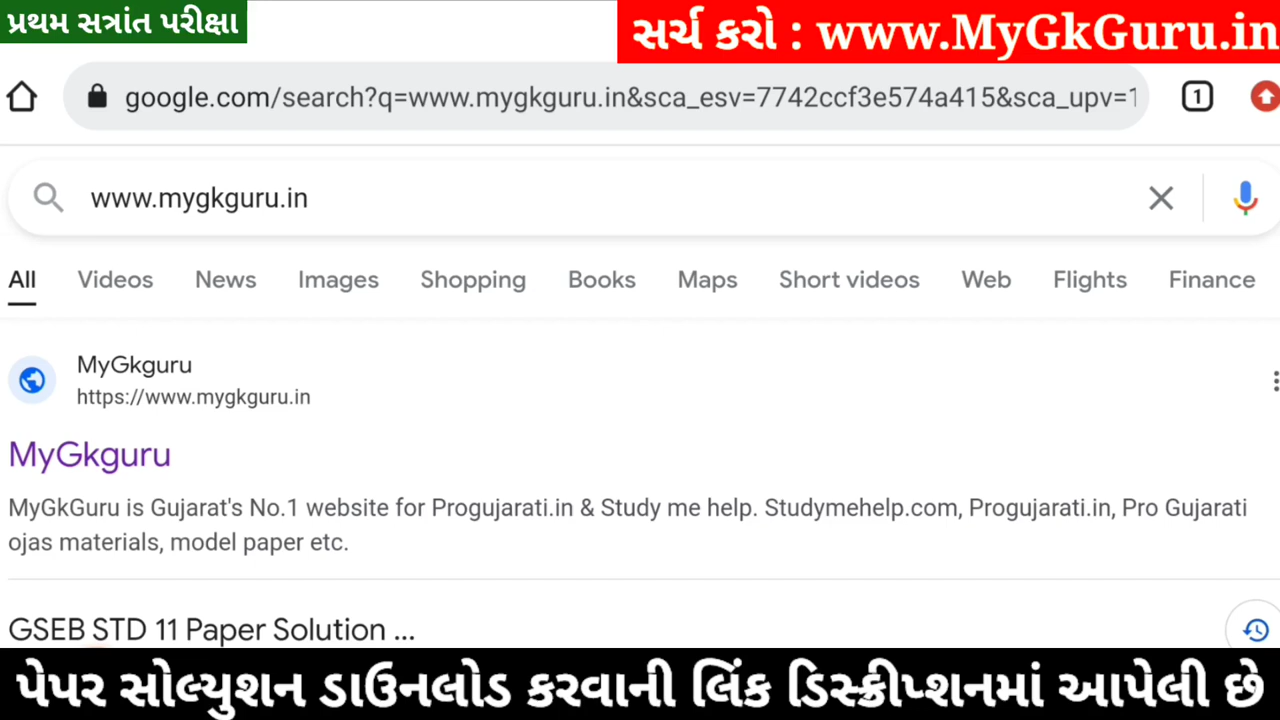 પ્રથમ સત્રાંત પરીક્ષા
સર્ચ કરો : www.MyGkGuru.in
google.com/search?q=www.mygkguru.in&sca_esv=7742ccf3e574a415&sca_upv=1
1
www.mygkguru.in
All Videos News Images Shopping Books Maps Short videos Web Flights Finance
MyGkguru
https://www.mygkguru.in
MyGkguru
MyGkGuru is Gujarat's No.1 website for Progujarati.in & Study me help. Studymehelp.com, Progujarati.in, Pro Gujarati
ojas materials, model paper etc.
GSEB STD 11 Paper Solution ...
પેપર સોલ્યુશન ડાઉનલોડ કરવાની લિંક ડિસ્ક્રીપ્શનમાં આપેલી છે